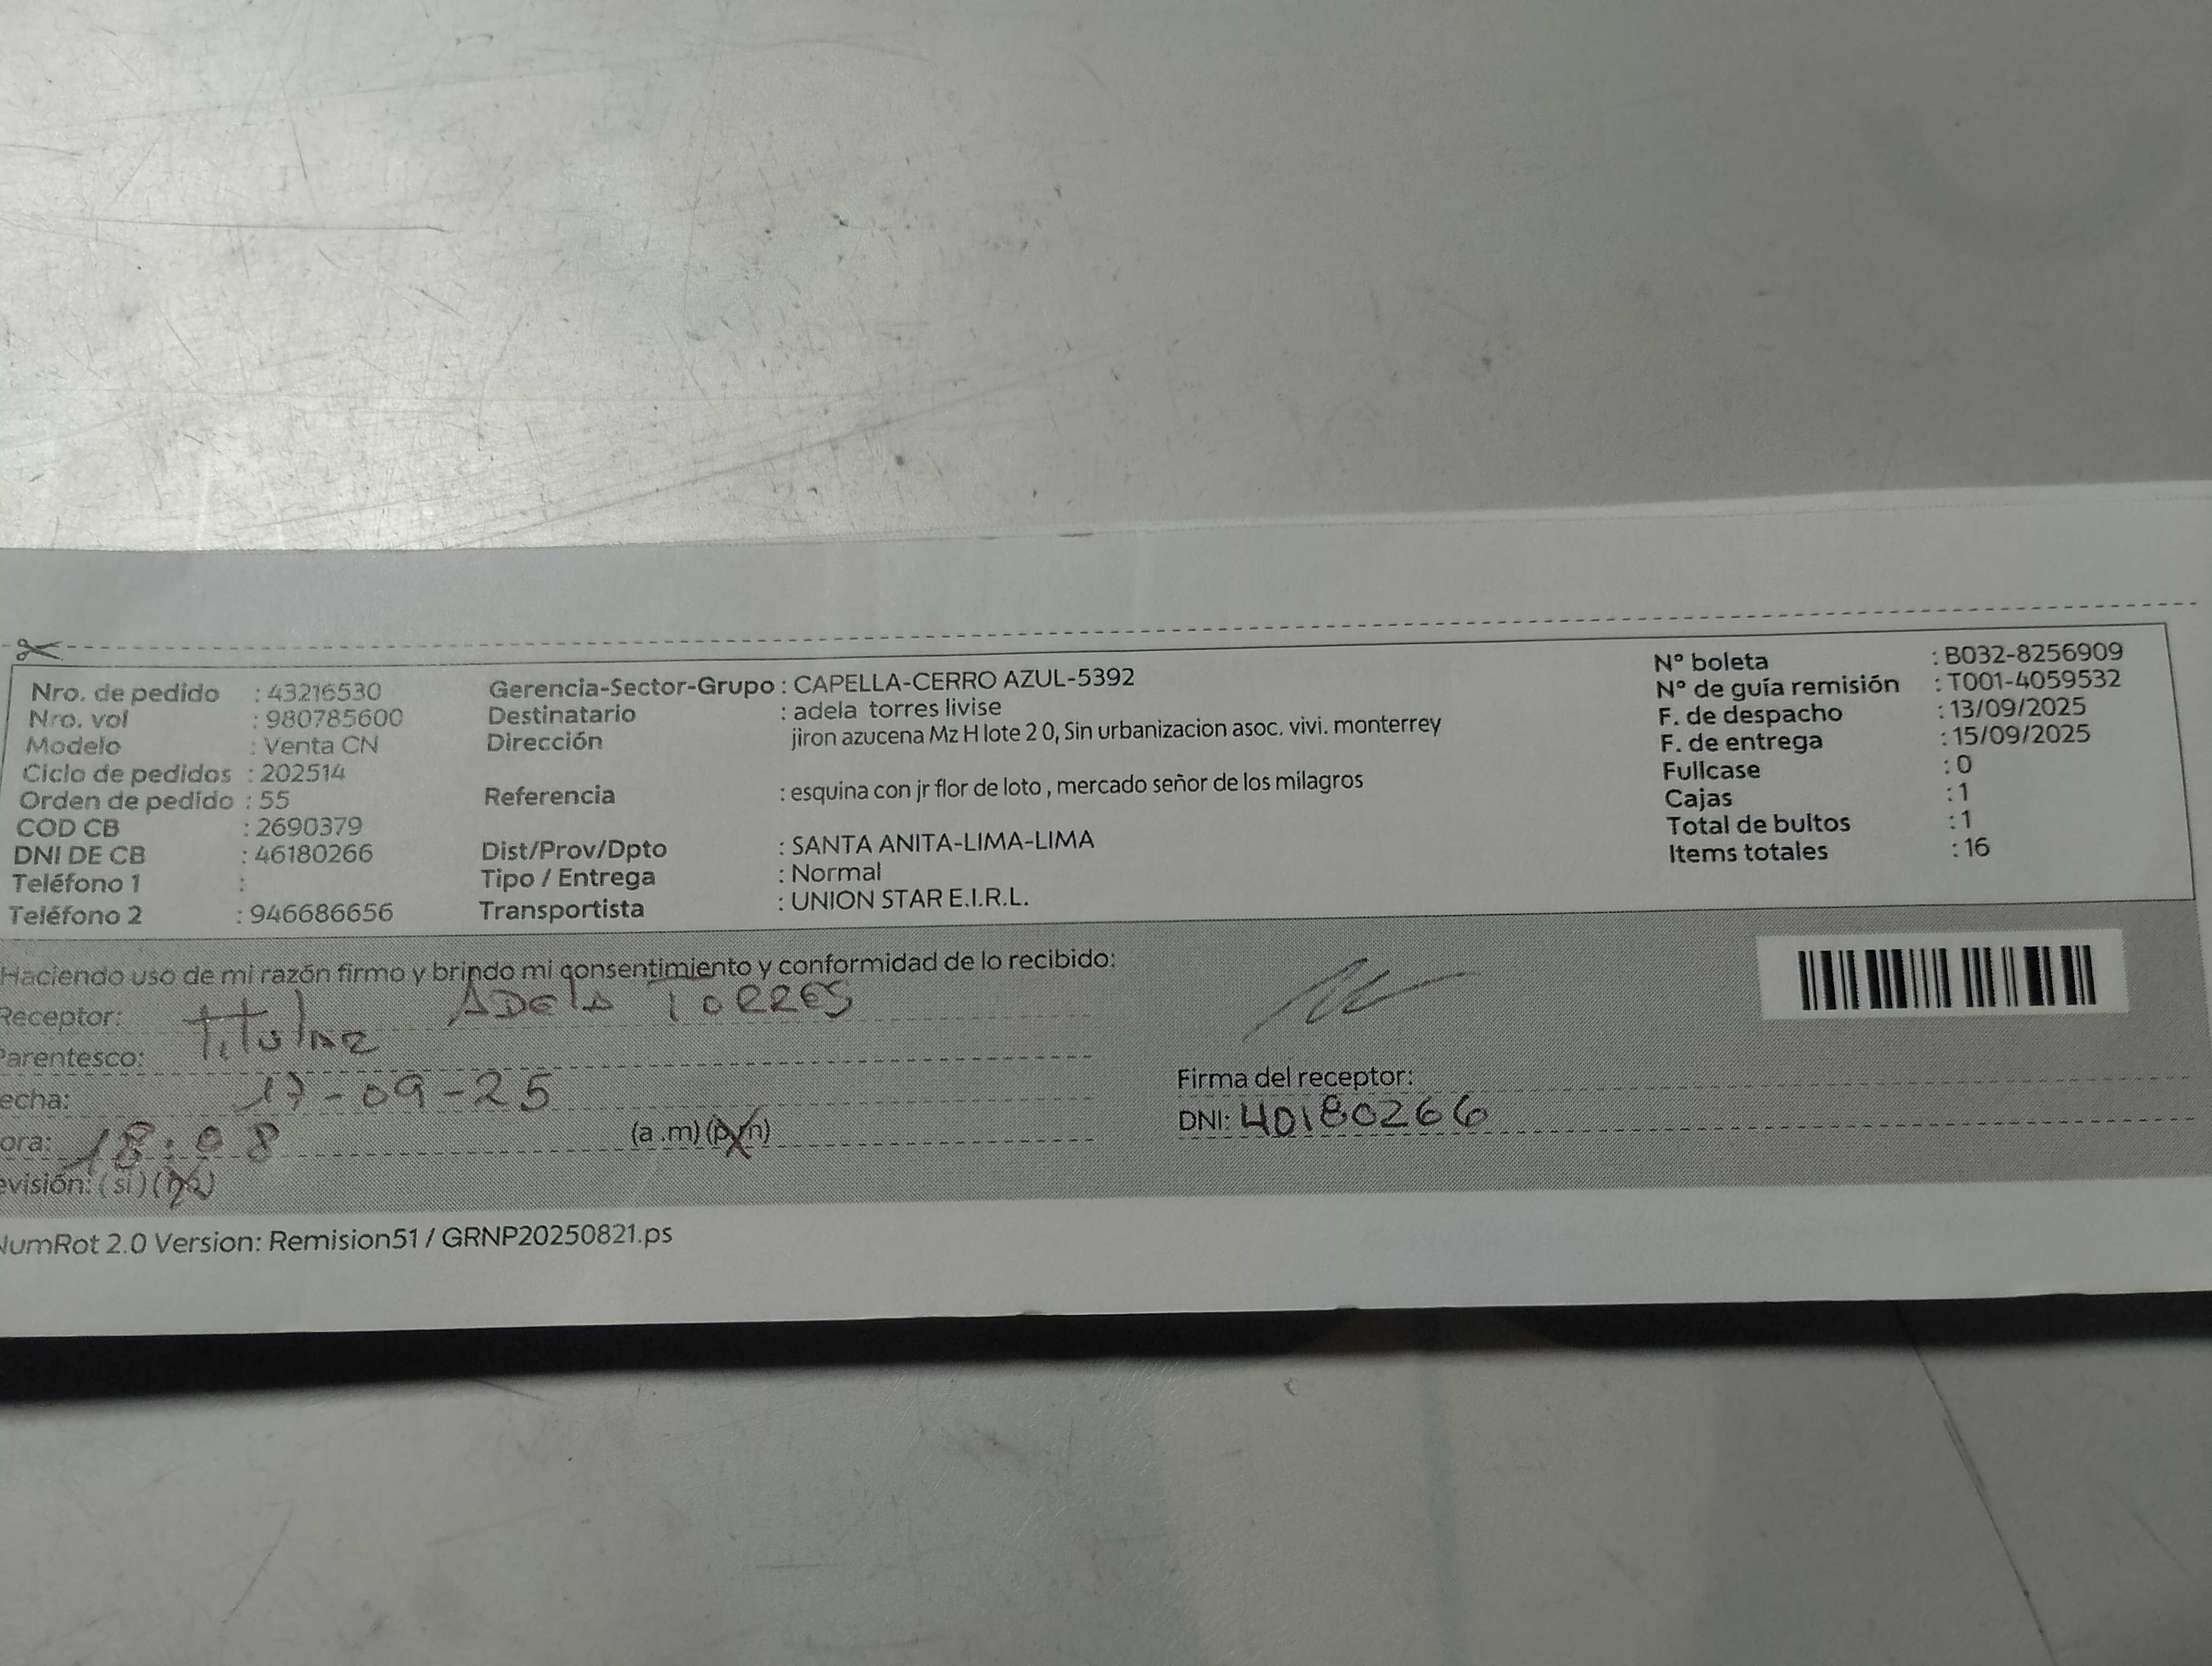 Nro. de pedido : 43216530
Nro. vol : 980785600
Modelo : Venta CN
Ciclo de pedidos : 202514
Orden de pedido : 55
COD CB : 2690379
DNI DE CB : 46180266
Teléfono 1 :
Teléfono 2 : 946686656
Gerencia-Sector-Grupo : CAPELLA-CERRO AZUL-5392
Destinatario : adela torres livise
Dirección jiron azucena Mz H lote 2 0, Sin urbanizacion asoc. vivi. monterrey
Referencia : esquina con jr flor de loto , mercado señor de los milagros
Dist/Prov/Dpto : SANTA ANITA-LIMA-LIMA
Tipo / Entrega : Normal
Transportista : UNION STAR E.I.R.L.
N° boleta : B032-8256909
N° de guía remisión : T001-4059532
F. de despacho : 13/09/2025
F. de entrega : 15/09/2025
Fullcase : 0
Cajas : 1
Total de bultos : 1
Items totales : 16
Haciendo uso de mi razón firmo y brindo mi consentimiento y conformidad de lo recibido:
Receptor: ADela TORRES
Parentesco: Titular
echa: 17-09-25
ora: 18:08 (a .m) (p.m)
evisión: (si) (no)
Firma del receptor:
DNI: 40180266
NumRot 2.0 Version: Remision51 / GRNP20250821.ps